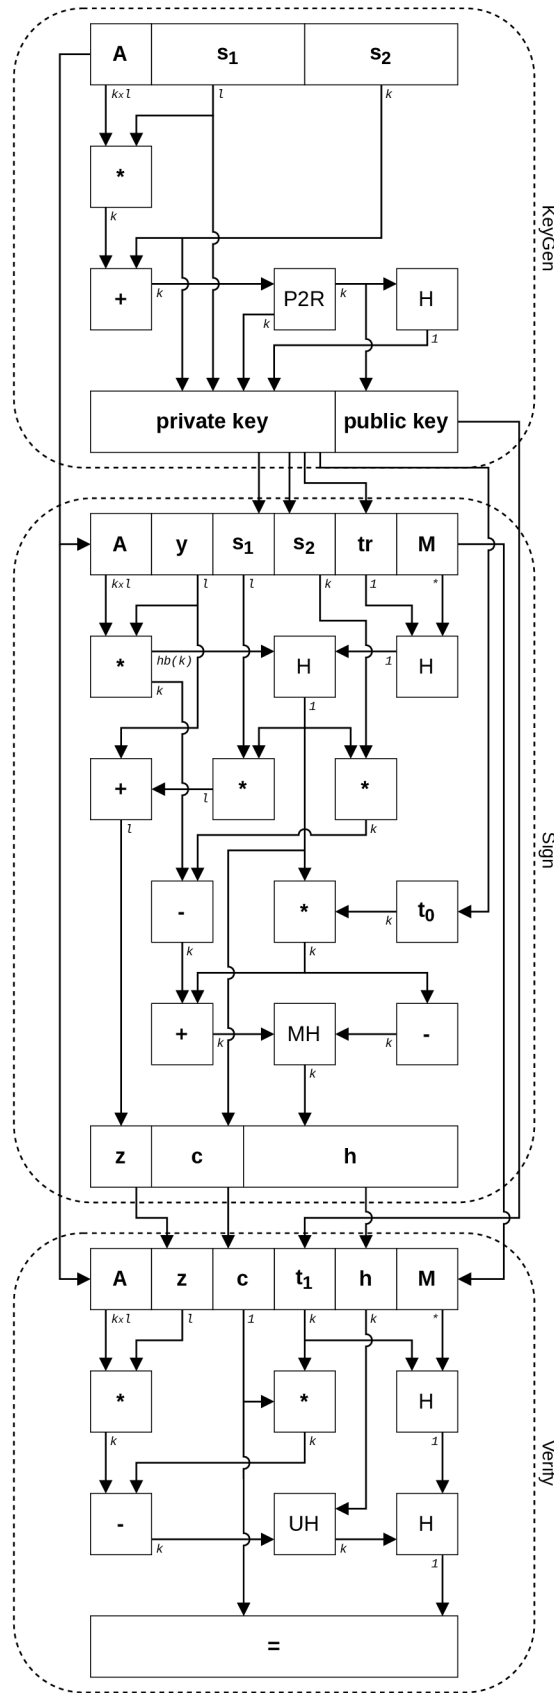 A s1 s2
k×l l k
*
k
KeyGen
+ k P2R k H
k 1
private key public key
A y s1 s2 tr M
k×l l l k 1 *
* hb(k) H 1 H
k 1
+ l * *
l k
Sign
- * k t0
k k
+ k MH k -
k
z c h
A z c t1 h M
k×l l 1 k k *
* * H
k k 1
Verify
- k UH k H
1
=